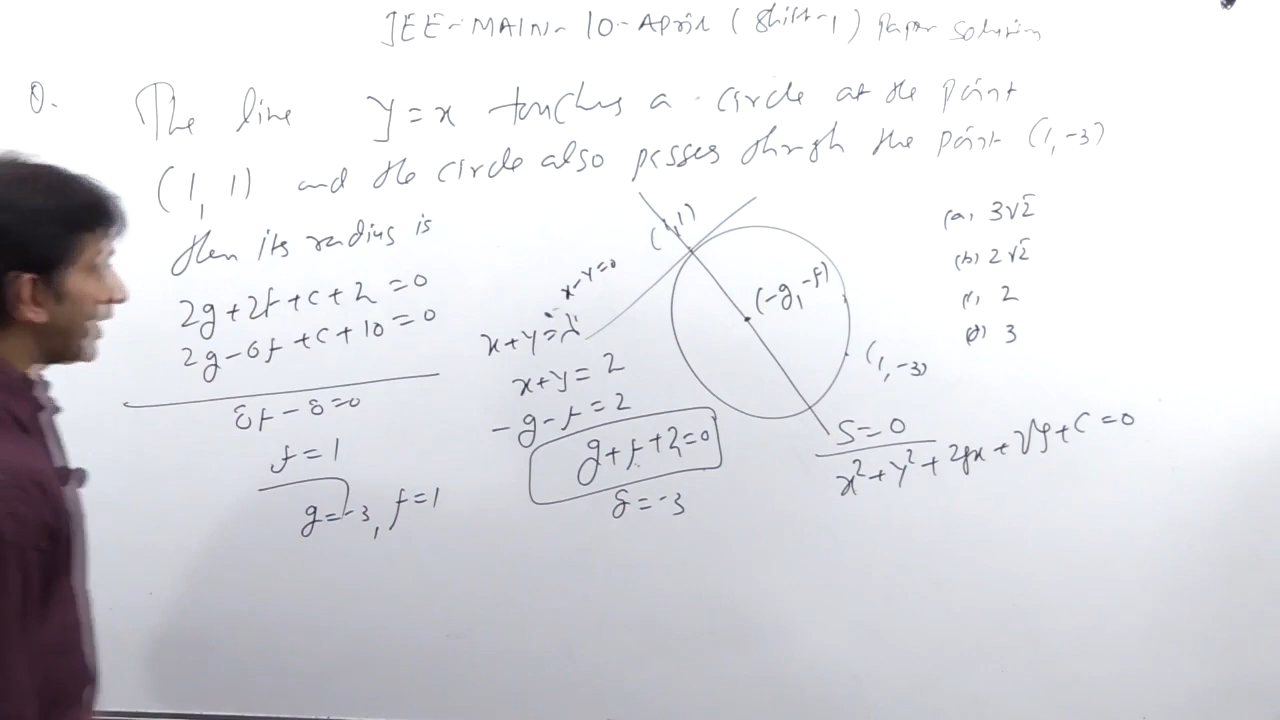 JEE-MAIN-10-April (Shift-1) Paper solution
Q. The line y=x touches a circle at the point
(1,1) and the circle also passes through the point (1,-3)
then its radius is
2g+2f+c+2=0
2g-6f+c+10=0
8f-8=0
f=1
g=-3, f=1
x-y=0
x+y=λ
x+y=2
-g-f=2
g+f+2=0
g=-3
(1,1)
(-g,-f)
(1,-3)
S=0
x²+y²+2gx+2fy+c=0
(a) 3√2
(b) 2√2
(c) 2
(d) 3